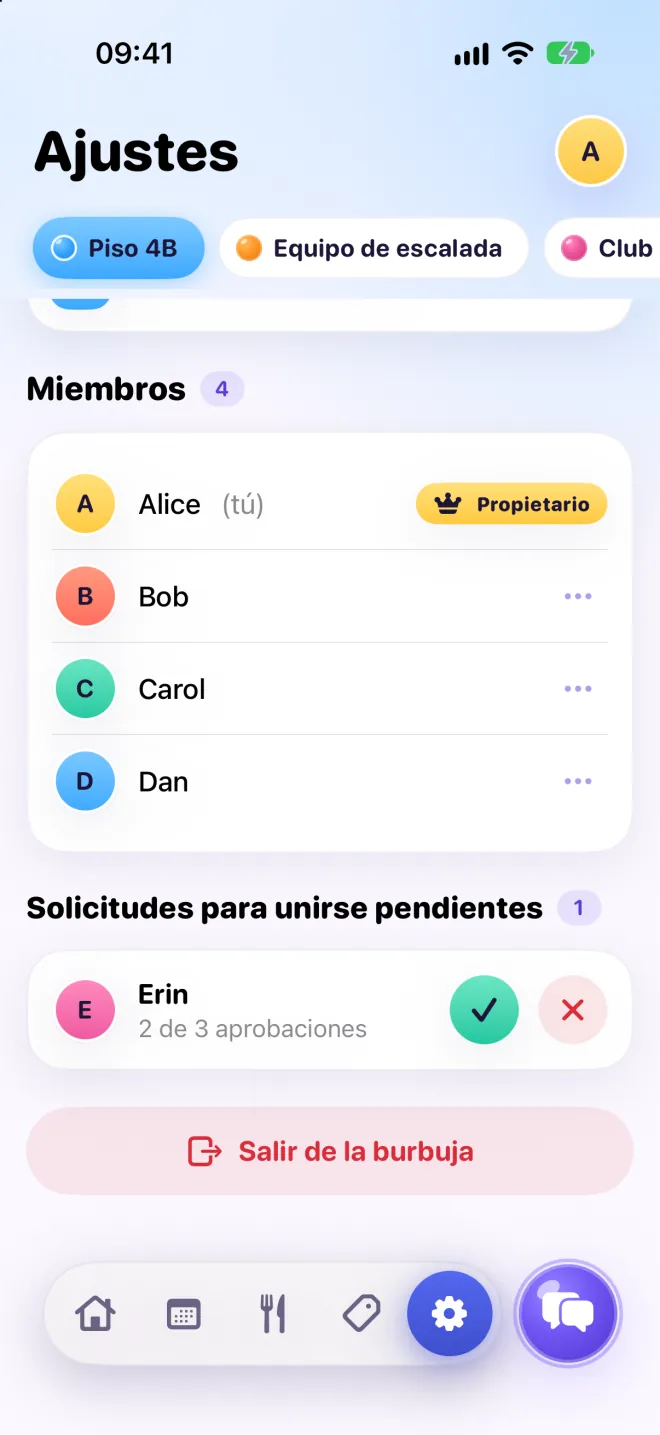 09:41
Ajustes
A
Piso 4B
Equipo de escalada
Club
Miembros 4
A Alice (tú) Propietario
B Bob
C Carol
D Dan
Solicitudes para unirse pendientes 1
E Erin
2 de 3 aprobaciones
Salir de la burbuja